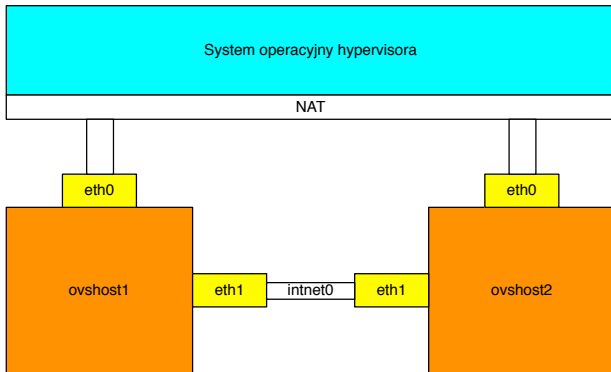 System operacyjny hypervisora
NAT
eth0
eth0
ovshost1
eth1
intnet0
eth1
ovshost2